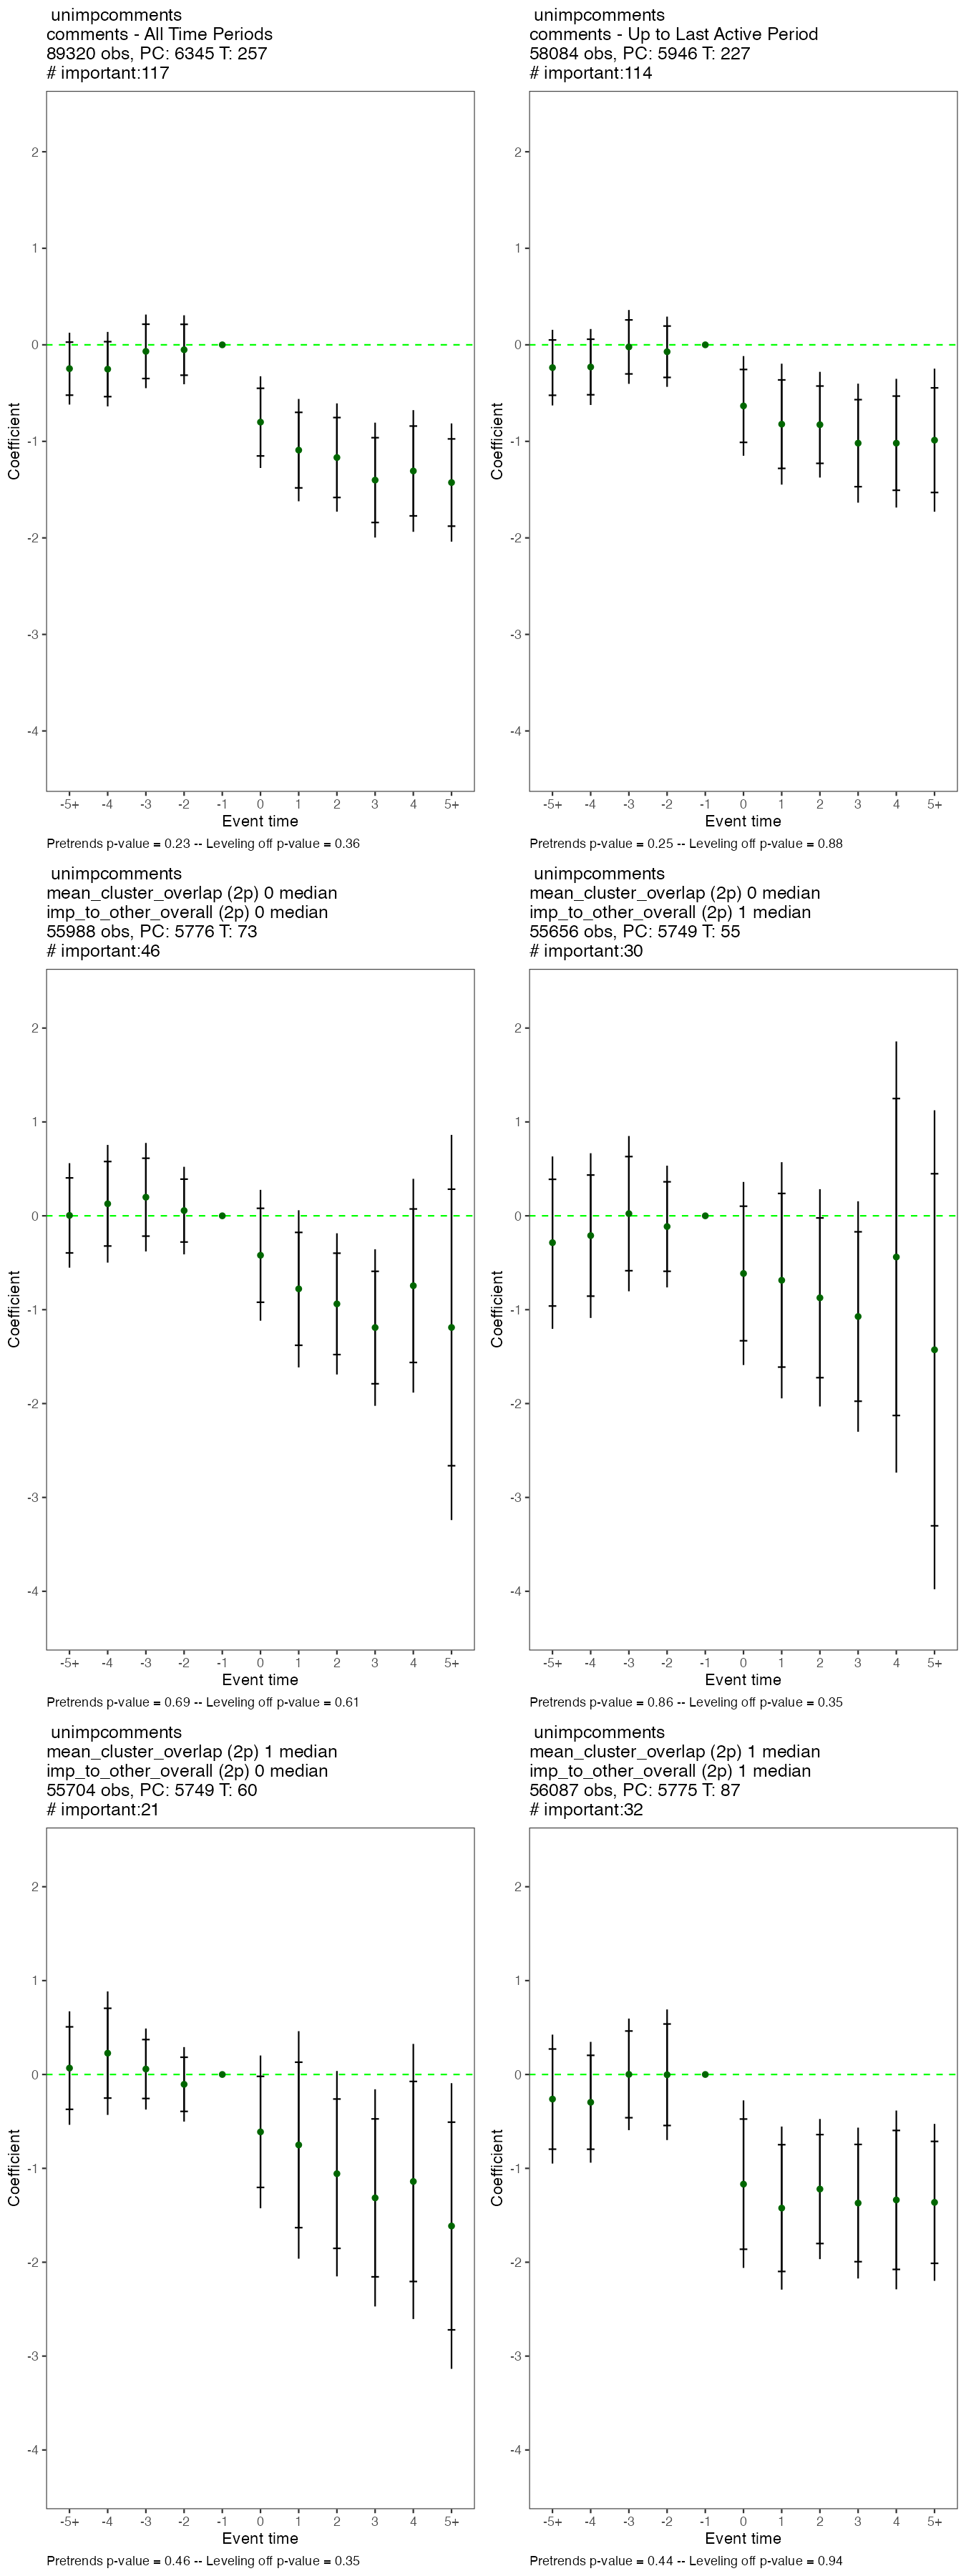 unimpcomments
comments - All Time Periods
89320 obs, PC: 6345 T: 257
# important:117
2
1
0
-1
-2
-3
-4
Coefficient
-5+ -4 -3 -2 -1 0 1 2 3 4 5+
Event time
Pretrends p-value = 0.23 -- Leveling off p-value = 0.36
unimpcomments
comments - Up to Last Active Period
58084 obs, PC: 5946 T: 227
# important:114
2
1
0
-1
-2
-3
-4
Coefficient
-5+ -4 -3 -2 -1 0 1 2 3 4 5+
Event time
Pretrends p-value = 0.25 -- Leveling off p-value = 0.88
unimpcomments
mean_cluster_overlap (2p) 0 median
imp_to_other_overall (2p) 0 median
55988 obs, PC: 5776 T: 73
# important:46
2
1
0
-1
-2
-3
-4
Coefficient
-5+ -4 -3 -2 -1 0 1 2 3 4 5+
Event time
Pretrends p-value = 0.69 -- Leveling off p-value = 0.61
unimpcomments
mean_cluster_overlap (2p) 0 median
imp_to_other_overall (2p) 1 median
55656 obs, PC: 5749 T: 55
# important:30
2
1
0
-1
-2
-3
-4
Coefficient
-5+ -4 -3 -2 -1 0 1 2 3 4 5+
Event time
Pretrends p-value = 0.86 -- Leveling off p-value = 0.35
unimpcomments
mean_cluster_overlap (2p) 1 median
imp_to_other_overall (2p) 0 median
55704 obs, PC: 5749 T: 60
# important:21
2
1
0
-1
-2
-3
-4
Coefficient
-5+ -4 -3 -2 -1 0 1 2 3 4 5+
Event time
Pretrends p-value = 0.46 -- Leveling off p-value = 0.35
unimpcomments
mean_cluster_overlap (2p) 1 median
imp_to_other_overall (2p) 1 median
56087 obs, PC: 5775 T: 87
# important:32
2
1
0
-1
-2
-3
-4
Coefficient
-5+ -4 -3 -2 -1 0 1 2 3 4 5+
Event time
Pretrends p-value = 0.44 -- Leveling off p-value = 0.94